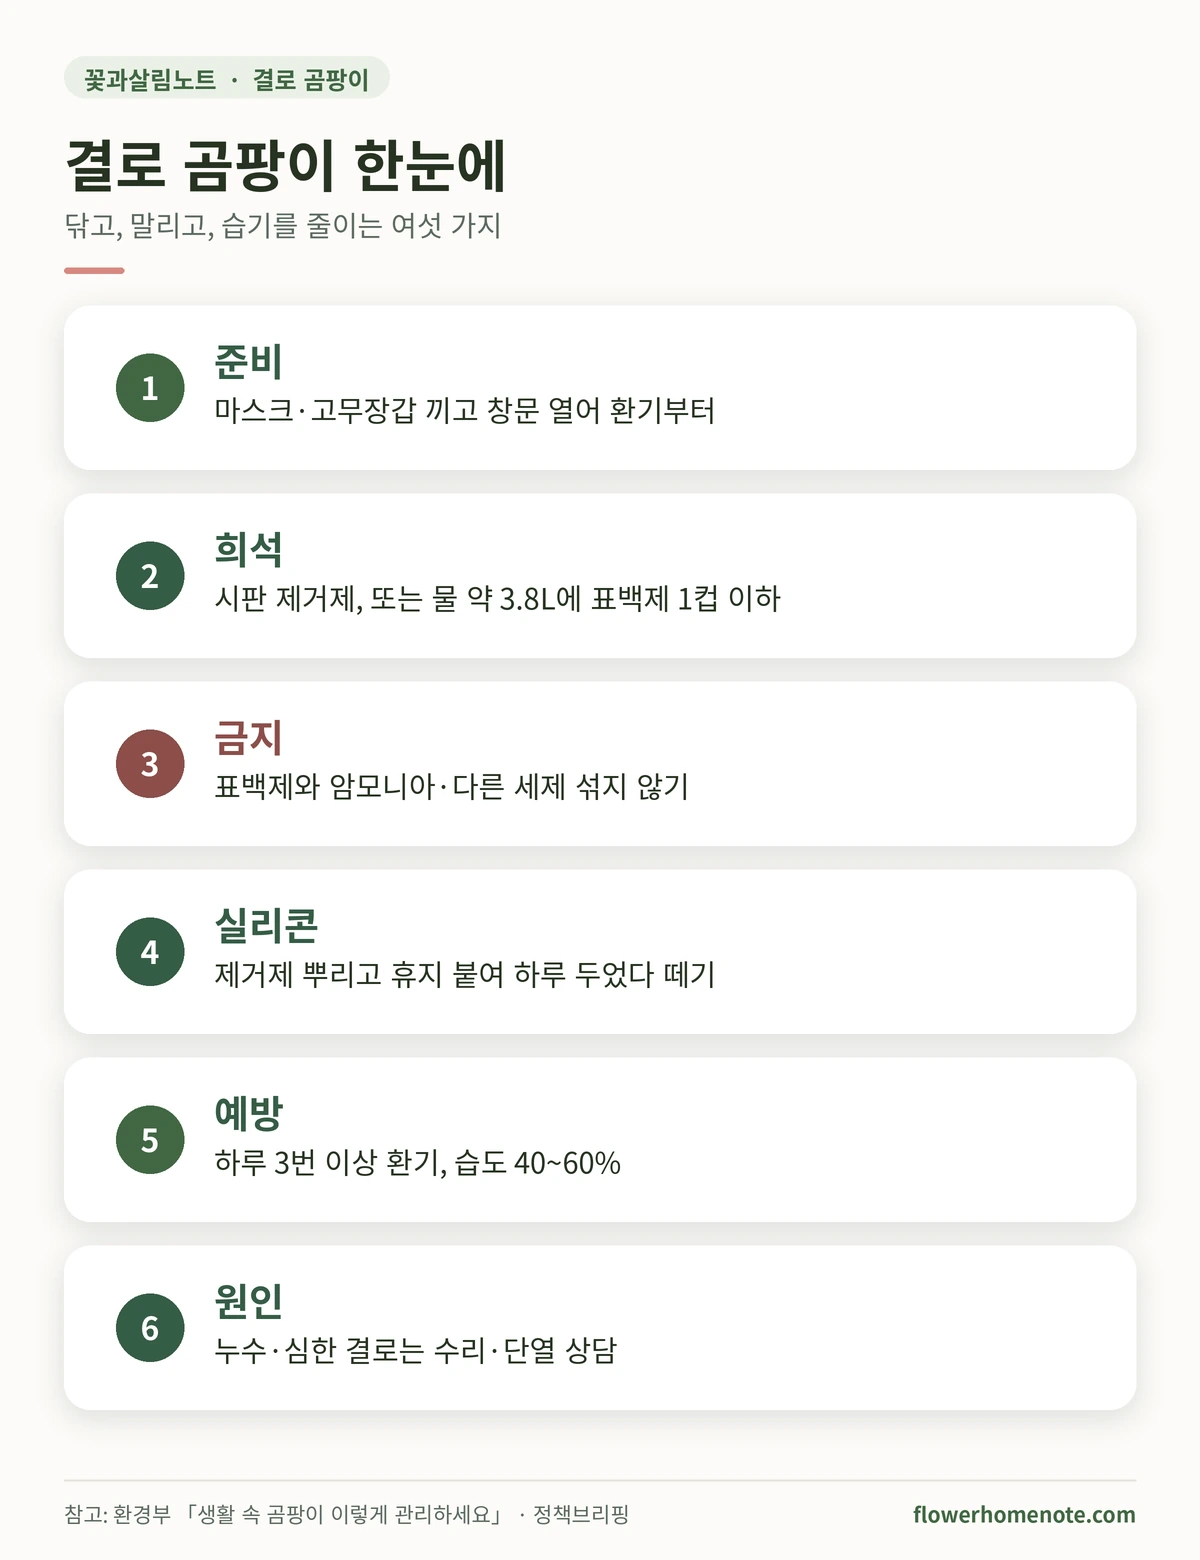 꽃과살림노트 · 결로 곰팡이
결로 곰팡이 한눈에
닦고, 말리고, 습기를 줄이는 여섯 가지
1
준비
마스크·고무장갑 끼고 창문 열어 환기부터
2
희석
시판 제거제, 또는 물 약 3.8L에 표백제 1컵 이하
3
금지
표백제와 암모니아·다른 세제 섞지 않기
4
실리콘
제거제 뿌리고 휴지 붙여 하루 두었다 떼기
5
예방
하루 3번 이상 환기, 습도 40~60%
6
원인
누수·심한 결로는 수리·단열 상담
참고: 환경부 「생활 속 곰팡이 이렇게 관리하세요」 · 정책브리핑
flowerhomenote.com